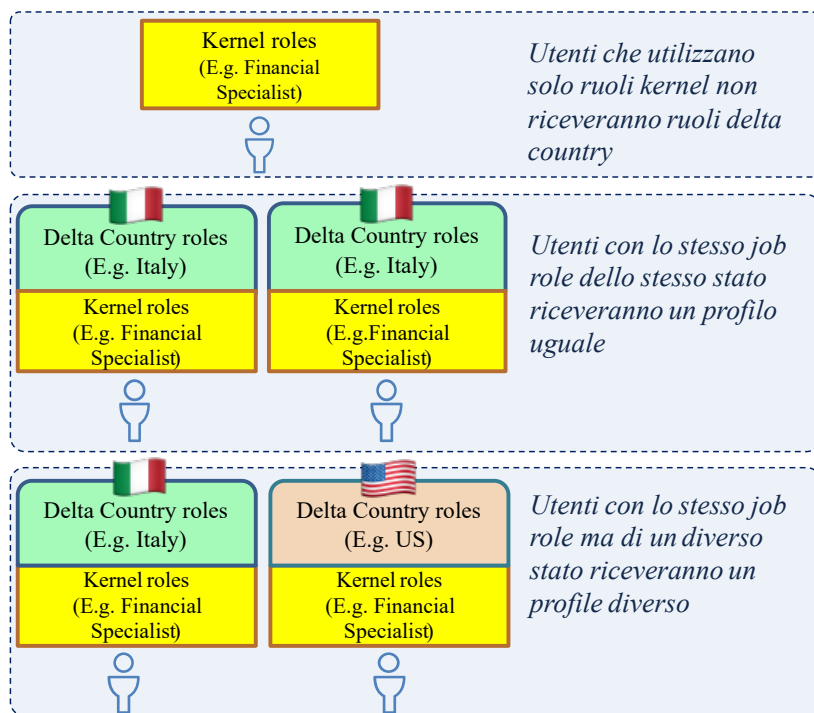 Kernel roles
(E.g. Financial
Specialist)
Utenti che utilizzano
solo ruoli kernel non
riceveranno ruoli delta
country
Delta Country roles
(E.g. Italy)
Kernel roles
(E.g. Financial
Specialist)
Delta Country roles
(E.g. Italy)
Kernel roles
(E.g.Financial
Specialist)
Utenti con lo stesso job
role dello stesso stato
riceveranno un profilo
uguale
Delta Country roles
(E.g. Italy)
Kernel roles
(E.g. Financial
Specialist)
Delta Country roles
(E.g. US)
Kernel roles
(E.g. Financial
Specialist)
Utenti con lo stesso job
role ma di un diverso
stato riceveranno un
profile diverso